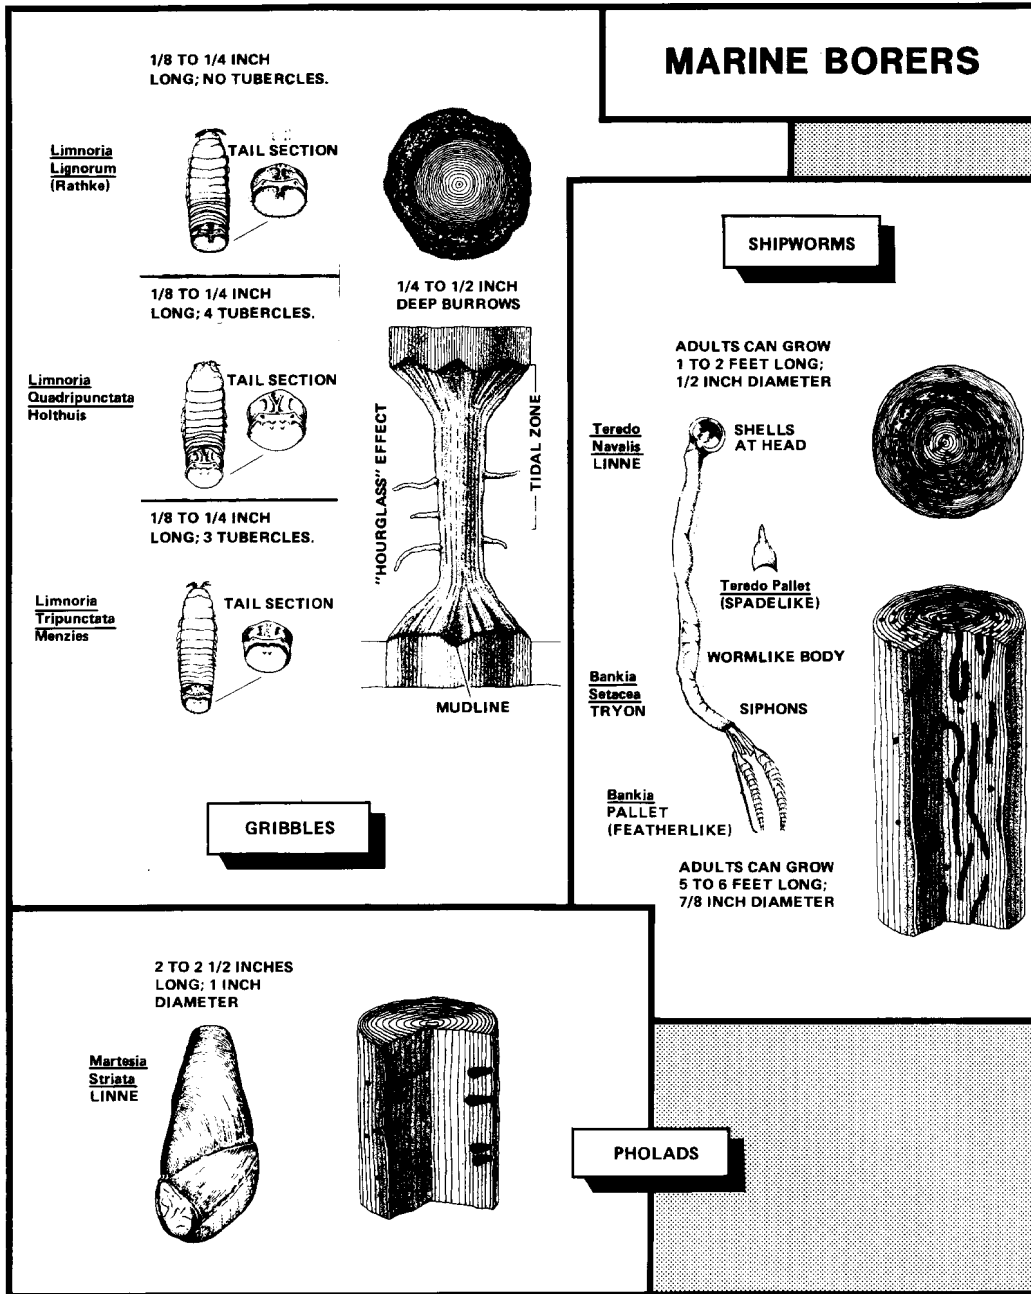 MARINE BORERS
1/8 TO 1/4 INCH
LONG; NO TUBERCLES.
Limnoria
Lignorum
(Rathke)
TAIL SECTION
1/8 TO 1/4 INCH
LONG; 4 TUBERCLES.
Limnoria
Quadripunctata
Holthuis
TAIL SECTION
1/8 TO 1/4 INCH
LONG; 3 TUBERCLES.
Limnoria
Tripunctata
Menzies
TAIL SECTION
1/4 TO 1/2 INCH
DEEP BURROWS
"HOURGLASS" EFFECT
TIDAL ZONE
MUDLINE
GRIBBLES
SHIPWORMS
ADULTS CAN GROW
1 TO 2 FEET LONG;
1/2 INCH DIAMETER
Teredo
Navalis
LINNE
SHELLS
AT HEAD
Teredo Pallet
(SPADELIKE)
WORMLIKE BODY
Bankia
Setacea
TRYON
SIPHONS
Bankia
PALLET
(FEATHERLIKE)
ADULTS CAN GROW
5 TO 6 FEET LONG;
7/8 INCH DIAMETER
2 TO 2 1/2 INCHES
LONG; 1 INCH
DIAMETER
Martesia
Striata
LINNE
PHOLADS